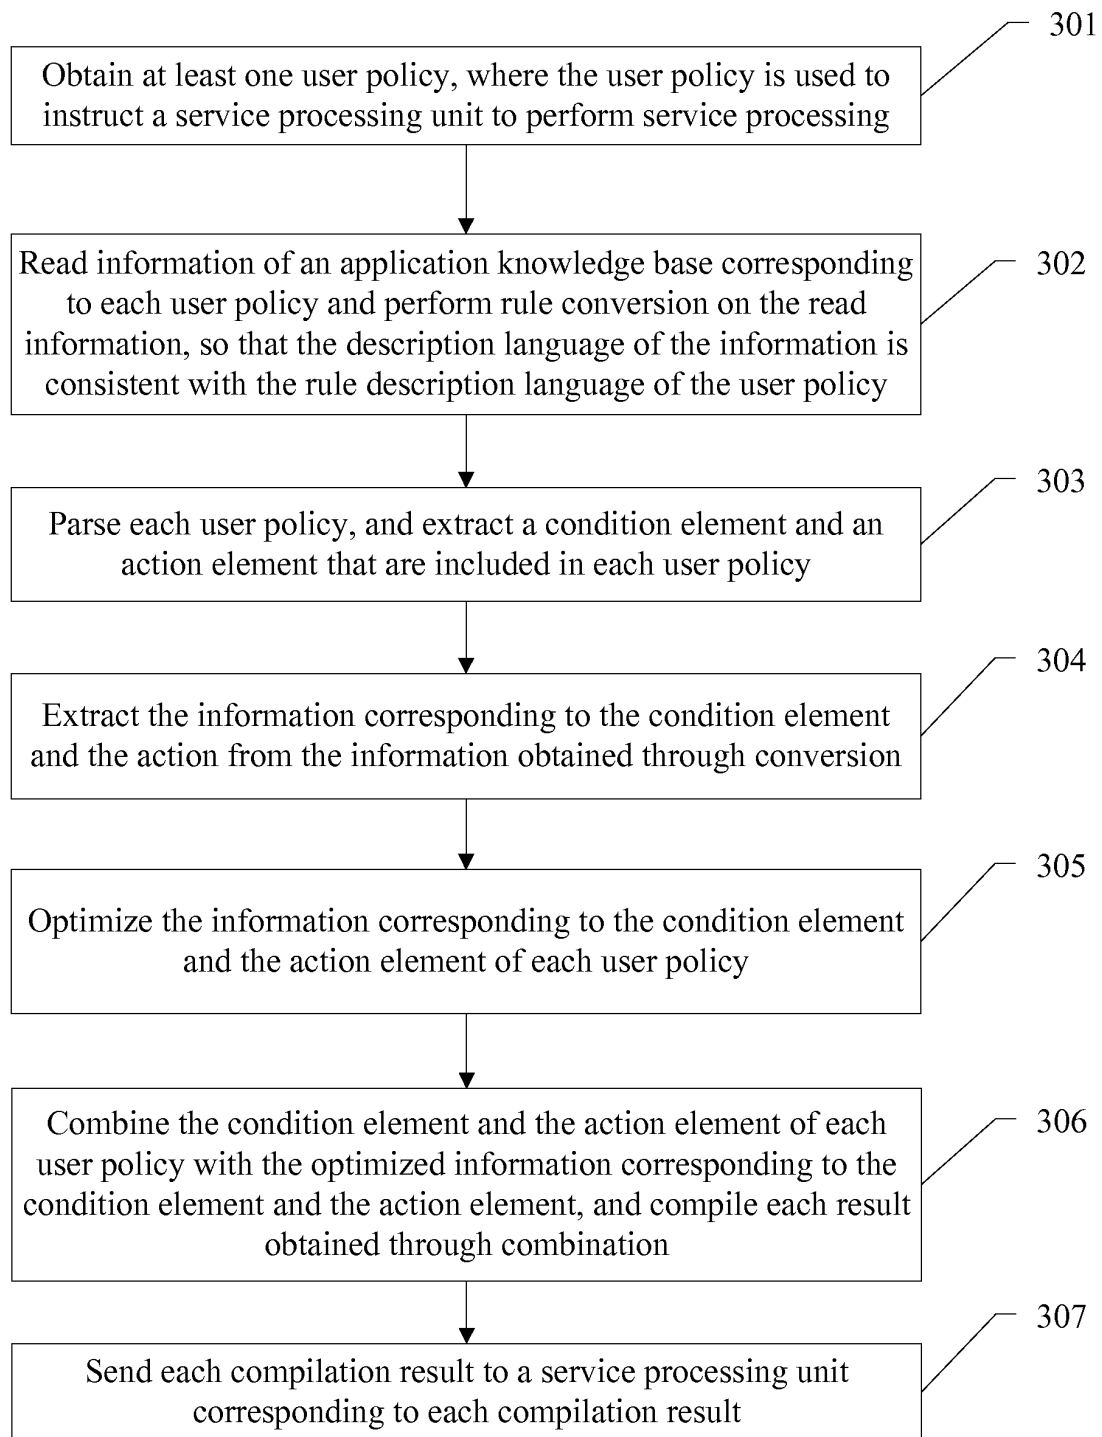 301
Obtain at least one user policy, where the user policy is used to
instruct a service processing unit to perform service processing
302
Read information of an application knowledge base corresponding
to each user policy and perform rule conversion on the read
information, so that the description language of the information is
consistent with the rule description language of the user policy
303
Parse each user policy, and extract a condition element and an
action element that are included in each user policy
304
Extract the information corresponding to the condition element
and the action from the information obtained through conversion
305
Optimize the information corresponding to the condition element
and the action element of each user policy
306
Combine the condition element and the action element of each
user policy with the optimized information corresponding to the
condition element and the action element, and compile each result
obtained through combination
307
Send each compilation result to a service processing unit
corresponding to each compilation result